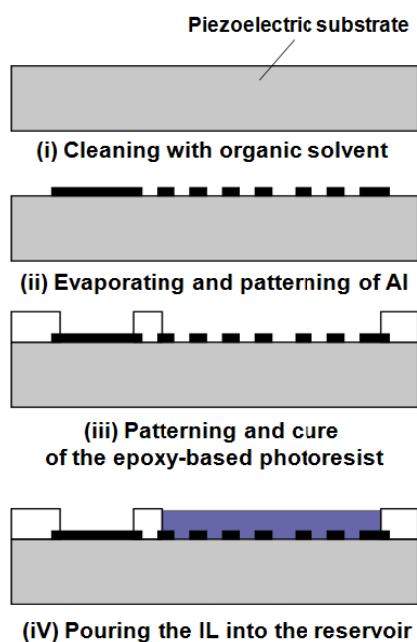 Piezoelectric substrate
(i) Cleaning with organic solvent
(ii) Evaporating and patterning of Al
(iii) Patterning and cure
of the epoxy-based photoresist
(iV) Pouring the IL into the reservoir